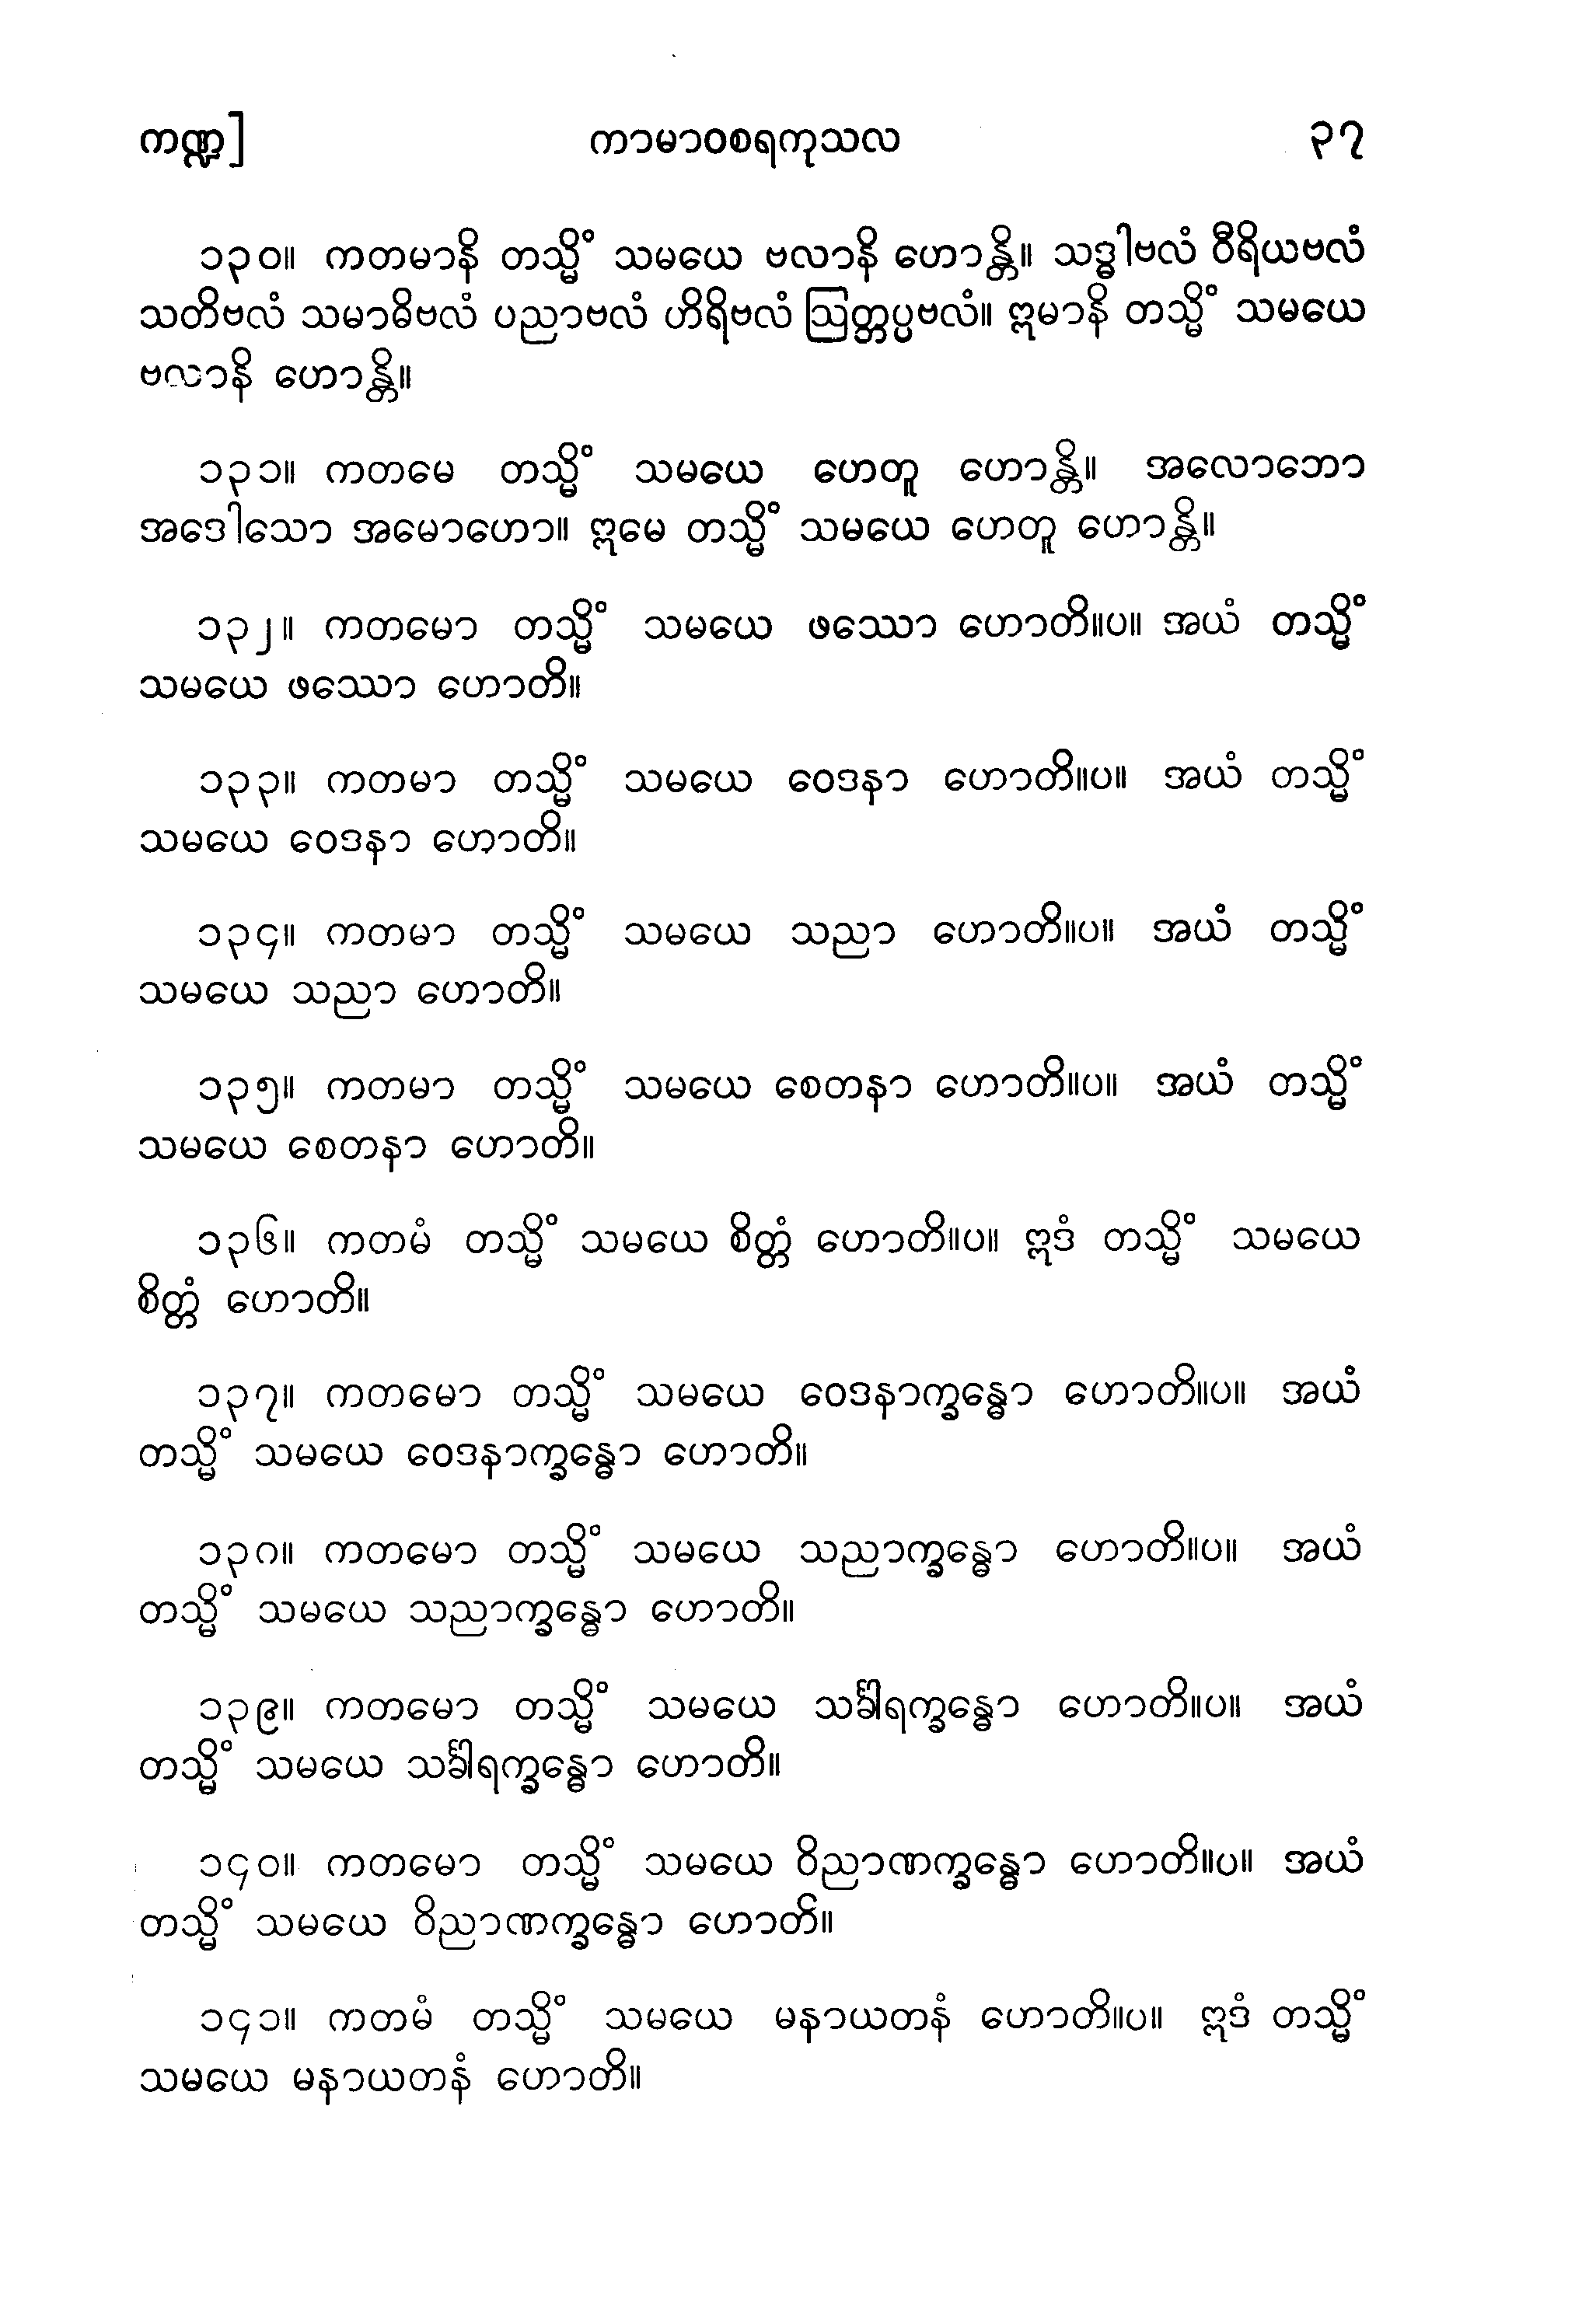 ကဏ္ဍ] ကာမာဝစရကုသလ ၃၇
၁၃၀။ ကတမာနိ တသ္မိံ သမယေ ဗလာနိ ဟောန္တိ။ သဒ္ဓါဗလံ ဝီရိယဗလံ
သတိဗလံ သမာဓိဗလံ ပညာဗလံ ဟိရိဗလံ ဩတ္တပ္ပဗလံ။ ဣမာနိ တသ္မိံ သမယေ
ဗလာနိ ဟောန္တိ။
၁၃၁။ ကတမေ တသ္မိံ သမယေ ဟေတူ ဟောန္တိ။ အလောဘော
အဒေါသော အမောဟော။ ဣမေ တသ္မိံ သမယေ ဟေတူ ဟောန္တိ။
၁၃၂။ ကတမော တသ္မိံ သမယေ ဖဿော ဟောတိ။ပ။ အယံ တသ္မိံ
သမယေ ဖဿော ဟောတိ။
၁၃၃။ ကတမာ တသ္မိံ သမယေ ဝေဒနာ ဟောတိ။ပ။ အယံ တသ္မိံ
သမယေ ဝေဒနာ ဟောတိ။
၁၃၄။ ကတမာ တသ္မိံ သမယေ သညာ ဟောတိ။ပ။ အယံ တသ္မိံ
သမယေ သညာ ဟောတိ။
၁၃၅။ ကတမာ တသ္မိံ သမယေ စေတနာ ဟောတိ။ပ။ အယံ တသ္မိံ
သမယေ စေတနာ ဟောတိ။
၁၃၆။ ကတမံ တသ္မိံ သမယေ စိတ္တံ ဟောတိ။ပ။ ဣဒံ တသ္မိံ သမယေ
စိတ္တံ ဟောတိ။
၁၃၇။ ကတမော တသ္မိံ သမယေ ဝေဒနာက္ခန္ဓော ဟောတိ။ပ။ အယံ
တသ္မိံ သမယေ ဝေဒနာက္ခန္ဓော ဟောတိ။
၁၃၈။ ကတမော တသ္မိံ သမယေ သညာက္ခန္ဓော ဟောတိ။ပ။ အယံ
တသ္မိံ သမယေ သညာက္ခန္ဓော ဟောတိ။
၁၃၉။ ကတမော တသ္မိံ သမယေ သင်္ခါရက္ခန္ဓော ဟောတိ။ပ။ အယံ
တသ္မိံ သမယေ သင်္ခါရက္ခန္ဓော ဟောတိ။
၁၄၀။ ကတမော တသ္မိံ သမယေ ဝိညာဏက္ခန္ဓော ဟောတိ။ပ။ အယံ
တသ္မိံ သမယေ ဝိညာဏက္ခန္ဓော ဟောတိ။
၁၄၁။ ကတမံ တသ္မိံ သမယေ မနာယတနံ ဟောတိ။ပ။ ဣဒံ တသ္မိံ
သမယေ မနာယတနံ ဟောတိ။